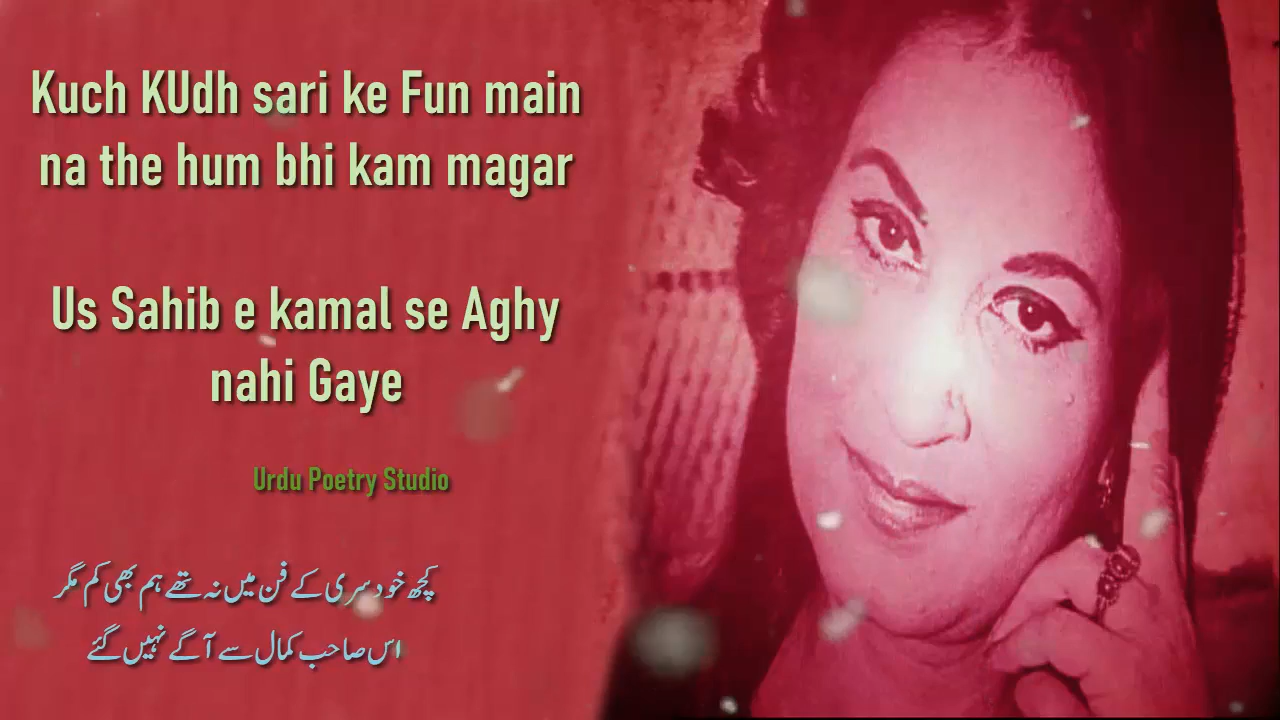 Kuch KUdh sari ke Fun main
na the hum bhi kam magar
Us Sahib e kamal se Aghy
nahi Gaye
Urdu Poetry Studio
کچھ خود سری کے فن میں نہ تھے ہم بھی کم مگر
اس صاحب کمال سے آگے نہیں گئے